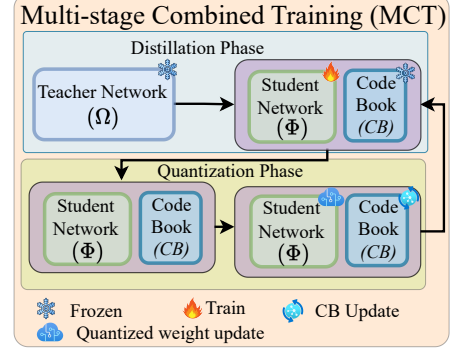 Multi-stage Combined Training (MCT)
Distillation Phase
Teacher Network
(Ω)
Student
Network
(Φ)
Code
Book
(CB)
Quantization Phase
Student
Network
(Φ)
Code
Book
(CB)
Student
Network
(Φ)
Code
Book
(CB)
Frozen
Train
CB Update
Quantized weight update